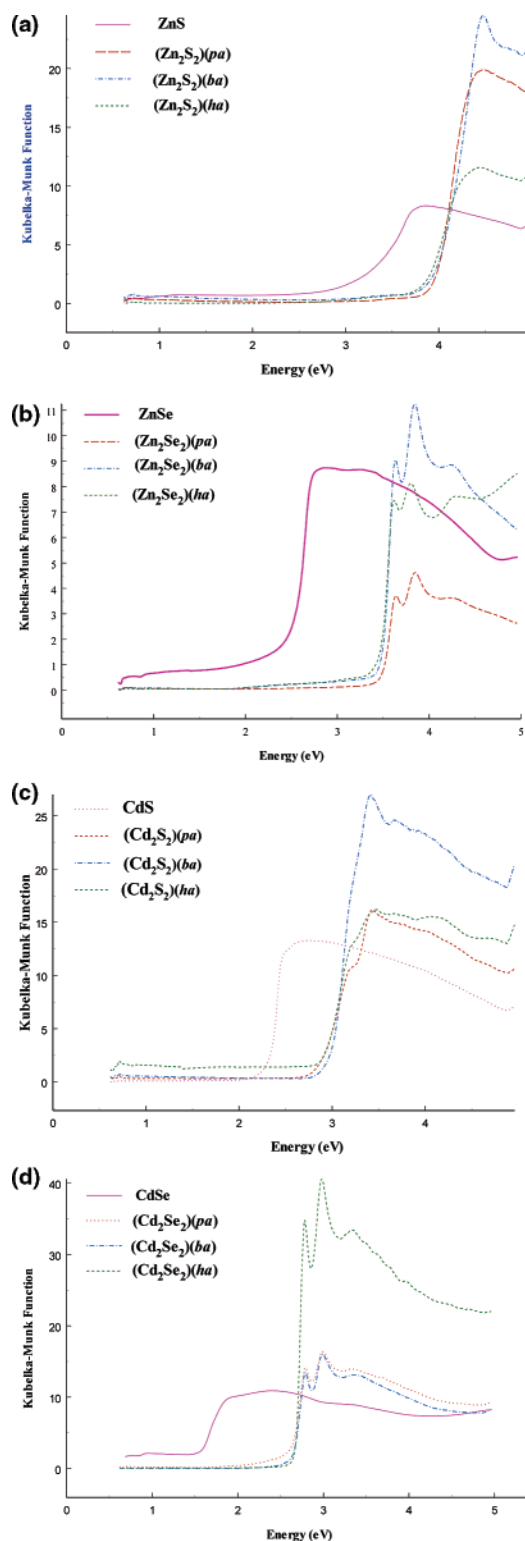 (a)
ZnS
(Zn₂S₂)(pa)
(Zn₂S₂)(ba)
(Zn₂S₂)(ha)
Kubelka-Munk Function
20
15
10
5
0
0 1 2 3 4
Energy (eV)
(b)
ZnSe
(Zn₂Se₂)(pa)
(Zn₂Se₂)(ba)
(Zn₂Se₂)(ha)
Kubelka-Munk Function
11
10
9
8
7
6
5
4
3
2
1
0
0 1 2 3 4 5
Energy (eV)
(c)
CdS
(Cd₂S₂)(pa)
(Cd₂S₂)(ba)
(Cd₂S₂)(ha)
Kubelka-Munk Function
25
20
15
10
5
0
0 1 2 3 4
Energy (eV)
(d)
CdSe
(Cd₂Se₂)(pa)
(Cd₂Se₂)(ba)
(Cd₂Se₂)(ha)
Kubelka-Munk Function
40
30
20
10
0
0 1 2 3 4 5
Energy (eV)